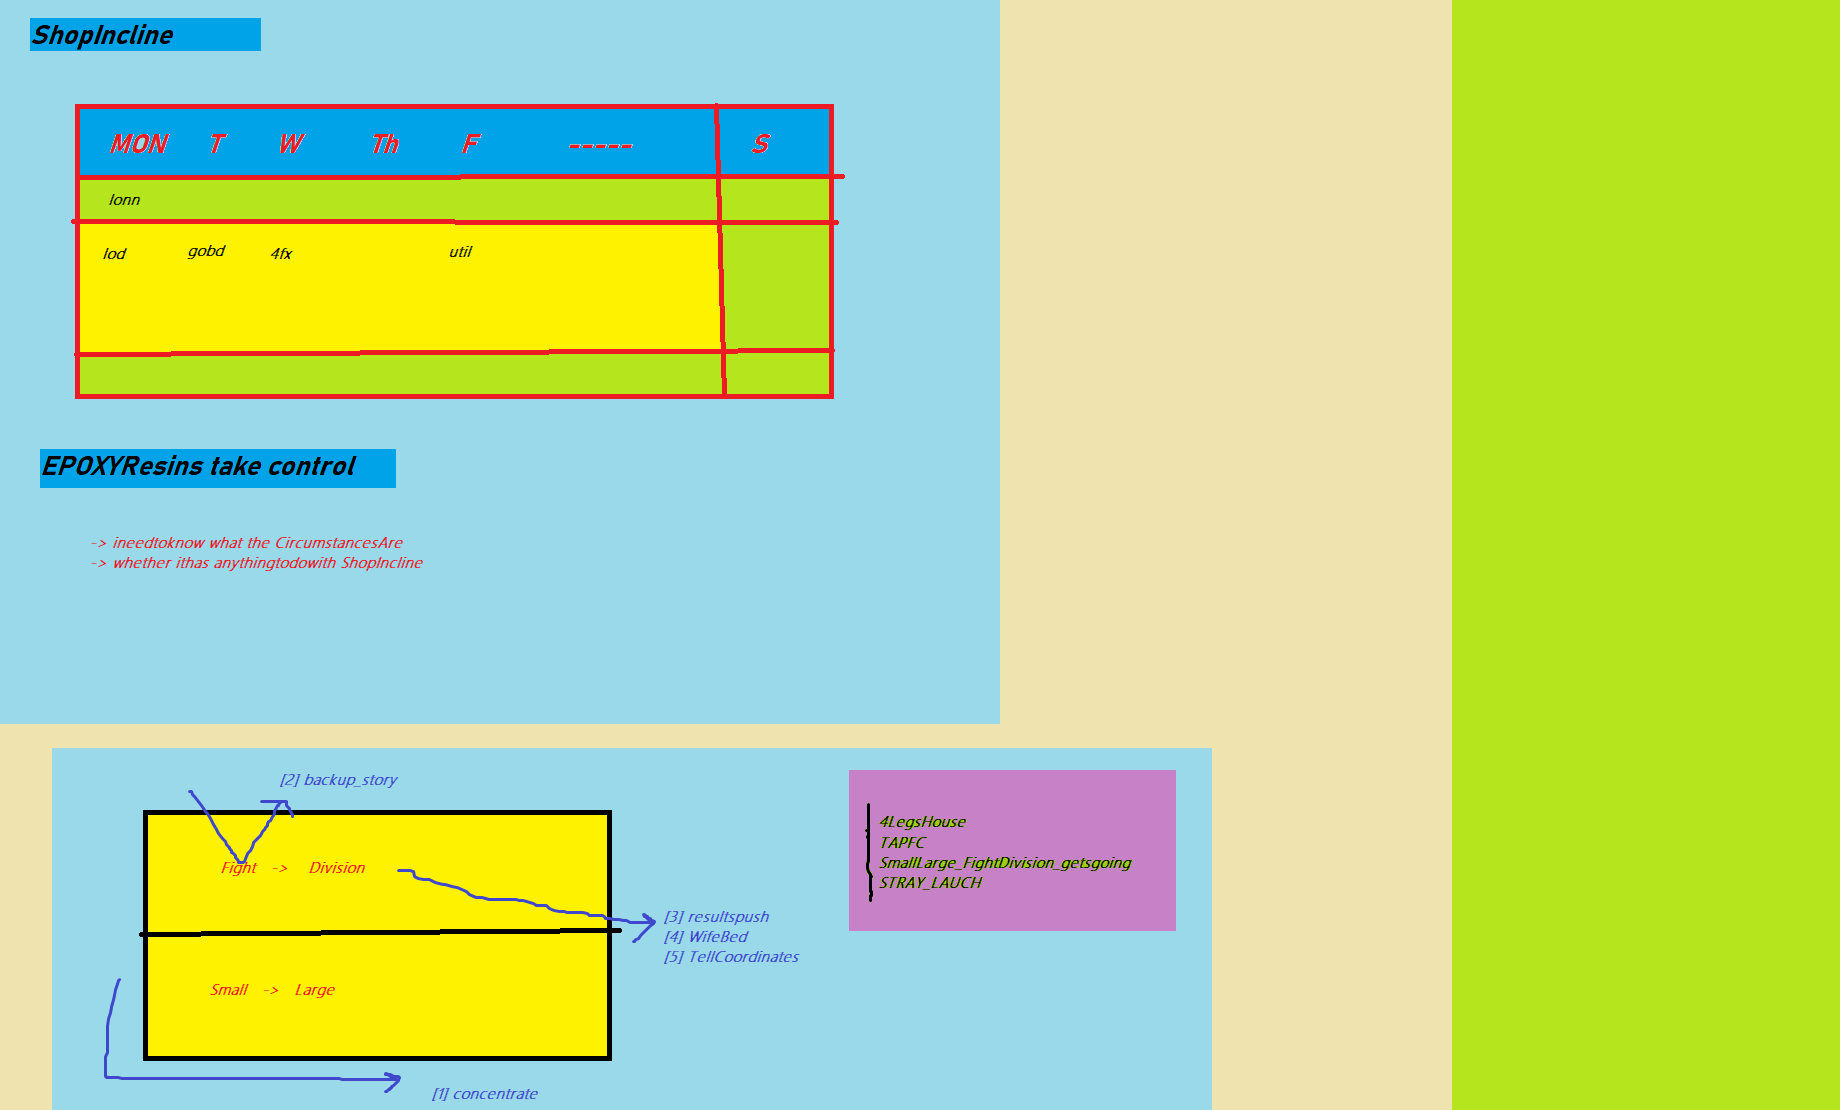 ShopIncline
MON T W Th F ----- S
lonn
lod gobd 4fx util
EPOXYResins take control
-> ineedtoknow what the CircumstancesAre
-> whether ithas anythingtodowith ShopIncline
[2] backup_story
Fight -> Division
[3] resultspush
[4] WifeBed
[5] TellCoordinates
Small -> Large
[1] concentrate
4LegsHouse
TAPFC
SmallLarge_FightDivision_getsgoing
STRAY_LAUCH